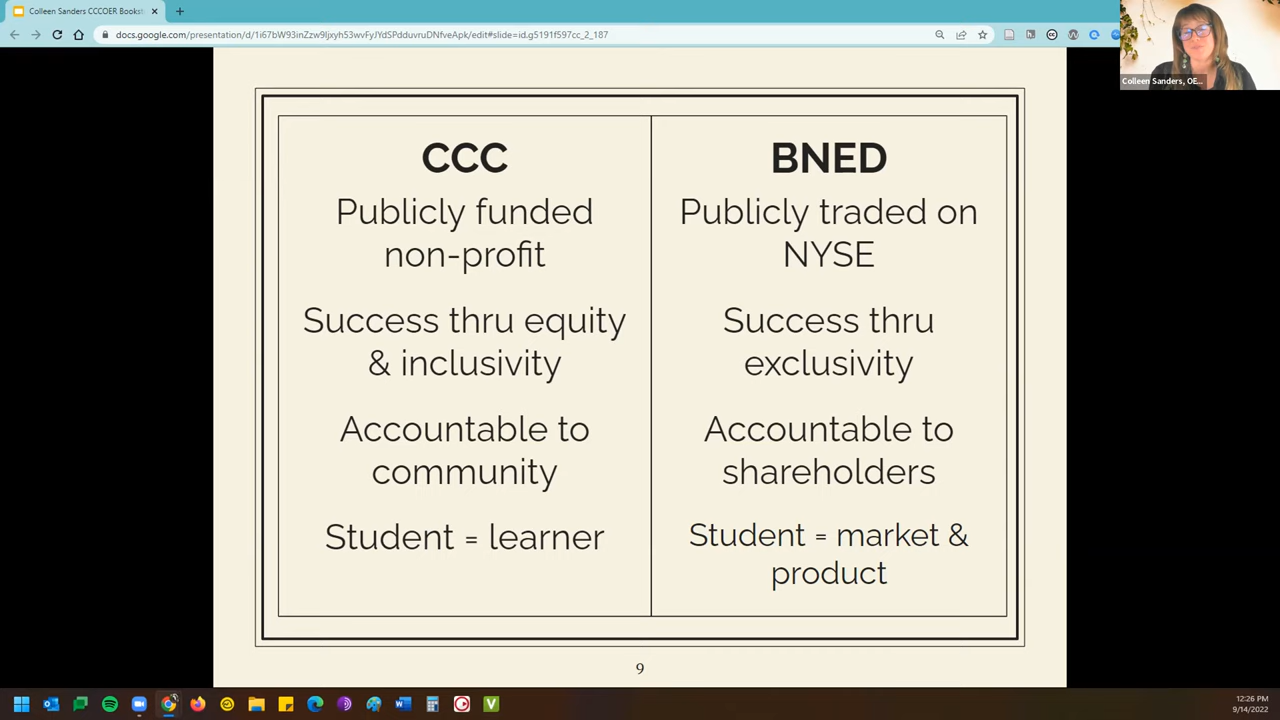 Colleen Sanders CCCOER Bookst
docs.google.com/presentation/d/1i67bW93inZzw9ljxyh53wvFyJYdSPdduvruDNfveApk/edit#slide=id.g5191f597cc_2_187
Colleen Sanders, OE...
CCC
Publicly funded
non-profit
Success thru equity
& inclusivity
Accountable to
community
Student = learner
BNED
Publicly traded on
NYSE
Success thru
exclusivity
Accountable to
shareholders
Student = market &
product
9
12:26 PM
9/14/2022